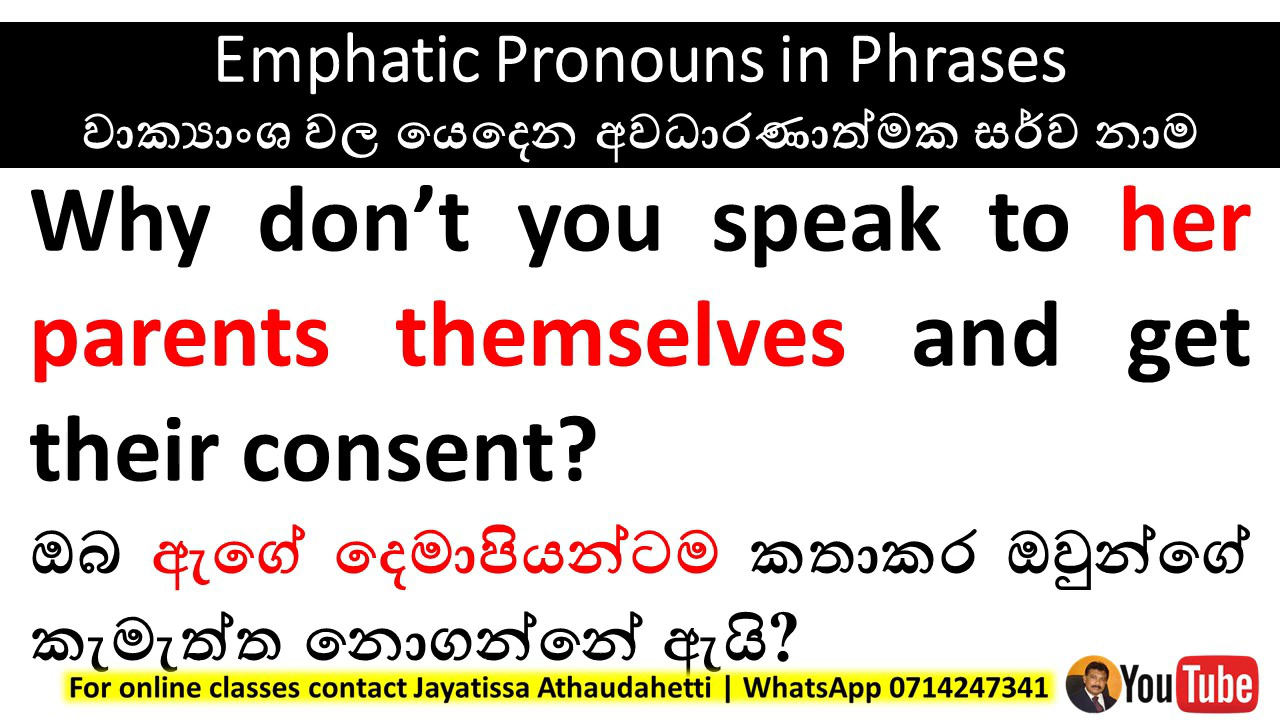 Emphatic Pronouns in Phrases
වාක්‍යාංශ වල යෙදෙන අවධාරණාත්මක සර්ව නාම
Why don’t you speak to her
parents themselves and get
their consent?
ඔබ ඇගේ දෙමාපියන්ටම කතාකර ඔවුන්ගේ
කැමැත්ත නොගන්නේ ඇයි?
For online classes contact Jayatissa Athaudahetti | WhatsApp 0714247341
YouTube